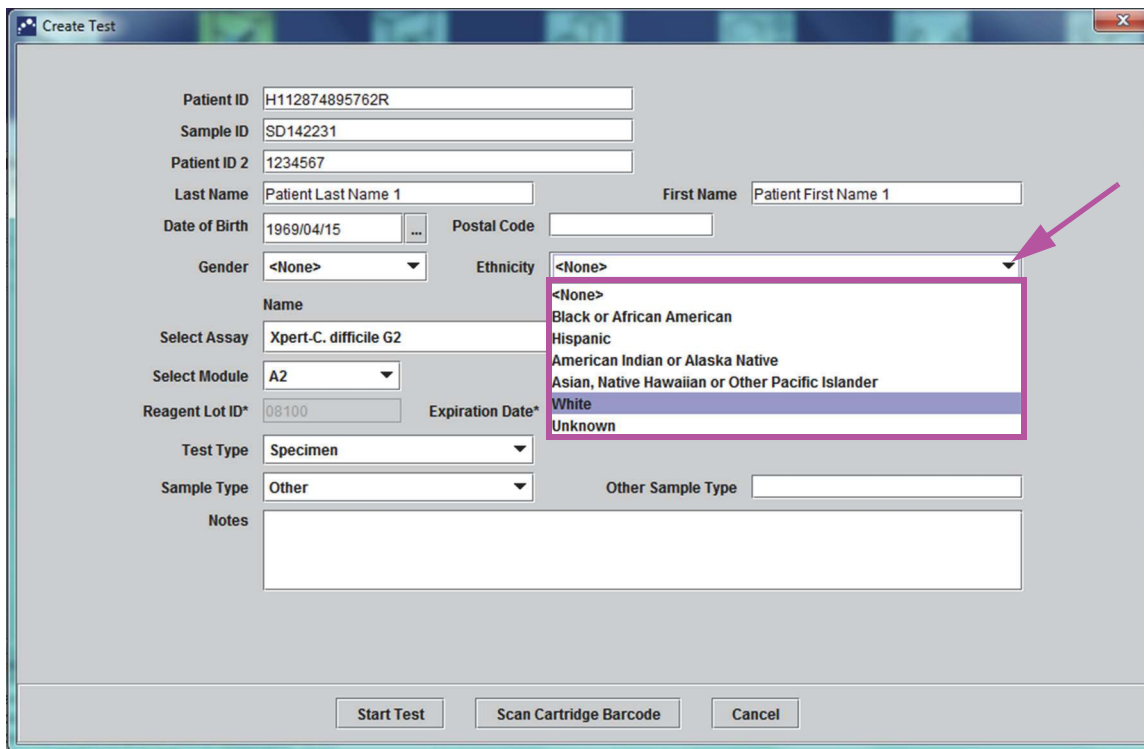 Create Test
Patient ID H112874895762R
Sample ID SD142231
Patient ID 2 1234567
Last Name Patient Last Name 1 First Name Patient First Name 1
Date of Birth 1969/04/15 ... Postal Code
Gender <None> Ethnicity <None>
<None>
Name
Black or African American
Hispanic
Select Assay Xpert-C. difficile G2
American Indian or Alaska Native
Select Module A2
Asian, Native Hawaiian or Other Pacific Islander
Reagent Lot ID* 08100 Expiration Date* White
Unknown
Test Type Specimen
Sample Type Other Other Sample Type
Notes
Start Test Scan Cartridge Barcode Cancel